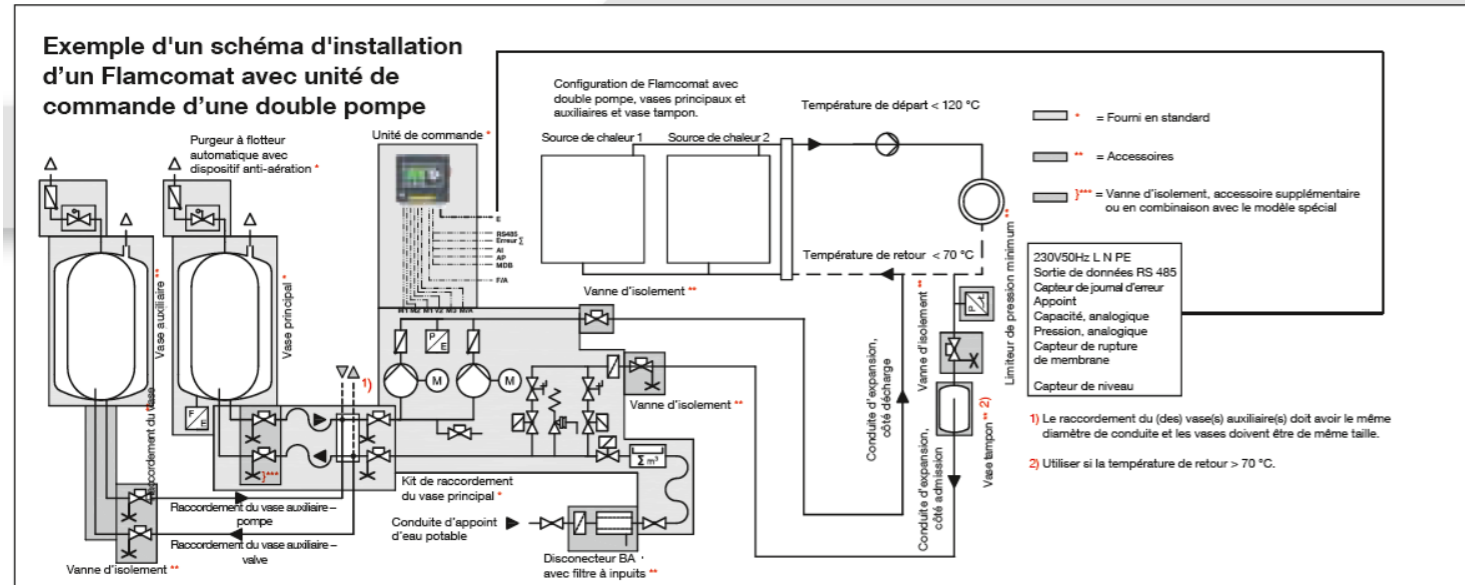 Exemple d'un schéma d'installation
d'un Flamcomat avec unité de
commande d'une double pompe
Purgeur à flotteur
automatique avec
dispositif anti-aération *
Unité de commande *
Configuration de Flamcomat avec
double pompe, vases principaux et
auxiliaires et vase tampon.
Source de chaleur 1
Source de chaleur 2
Température de départ < 120 °C
Température de retour < 70 °C
* = Fourni en standard
** = Accessoires
}*** = Vanne d'isolement, accessoire supplémentaire
ou en combinaison avec le modèle spécial
E
RS485
Erreur Σ
AI
AP
MDB
F/A
230V50Hz L N PE
Sortie de données RS 485
Capteur de journal d'erreur
Appoint
Capacité, analogique
Pression, analogique
Capteur de rupture
de membrane
Capteur de niveau
1) Le raccordement du (des) vase(s) auxiliaire(s) doit avoir le même
diamètre de conduite et les vases doivent être de même taille.
2) Utiliser si la température de retour > 70 °C.
Vase auxiliaire **
Vase principal *
Raccordement du vase
Vanne d'isolement **
P
E
M
M
F
E
1)
}***
Vanne d'isolement **
Σ m³
Kit de raccordement
du vase principal *
Raccordement du vase auxiliaire –
pompe
Raccordement du vase auxiliaire –
valve
Vanne d'isolement **
Conduite d'appoint
d'eau potable
Disconecteur BA
avec filtre à inpuits **
Conduite d'expansion,
côté décharge
Vanne d'isolement **
Conduite d'expansion,
côté admission
Limiteur de pression minimum **
Vase tampon ** 2)